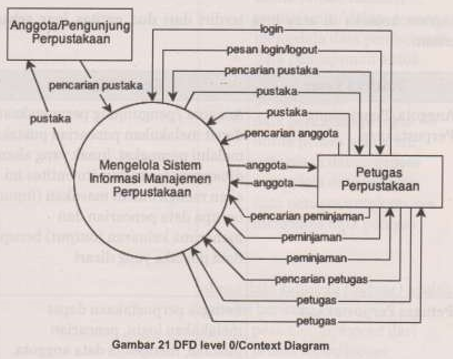 Anggota/Pengunjung
Perpustakaan
login
pesan login/logout
pencarian pustaka
pustaka
pencarian pustaka
pustaka
pustaka
pencarian anggota
Mengelola Sistem
Informasi Manajemen
Perpustakaan
anggota
anggota
Petugas
Perpustakaan
pencarian peminjaman
peminjaman
peminjaman
pencarian petugas
petugas
petugas
Gambar 21 DFD level 0/Context Diagram